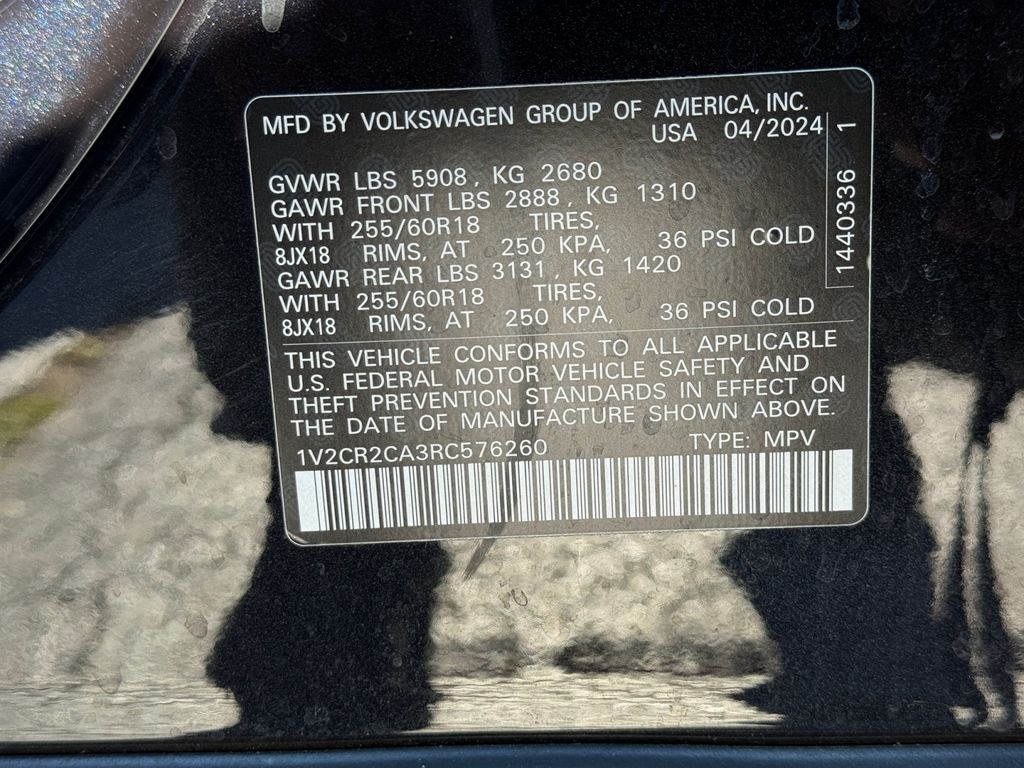 MFD BY VOLKSWAGEN GROUP OF AMERICA, INC.
USA 04/2024
GVWR LBS 5908, KG 2680
GAWR FRONT LBS 2888, KG 1310
WITH 255/60R18 TIRES,
8JX18 RIMS, AT 250 KPA, 36 PSI COLD
GAWR REAR LBS 3131, KG 1420
WITH 255/60R18 TIRES,
8JX18 RIMS, AT 250 KPA, 36 PSI COLD
1440336 1
THIS VEHICLE CONFORMS TO ALL APPLICABLE
U.S. FEDERAL MOTOR VEHICLE SAFETY AND
THEFT PREVENTION STANDARDS IN EFFECT ON
THE DATE OF MANUFACTURE SHOWN ABOVE.
1V2CR2CA3RC576260 TYPE: MPV